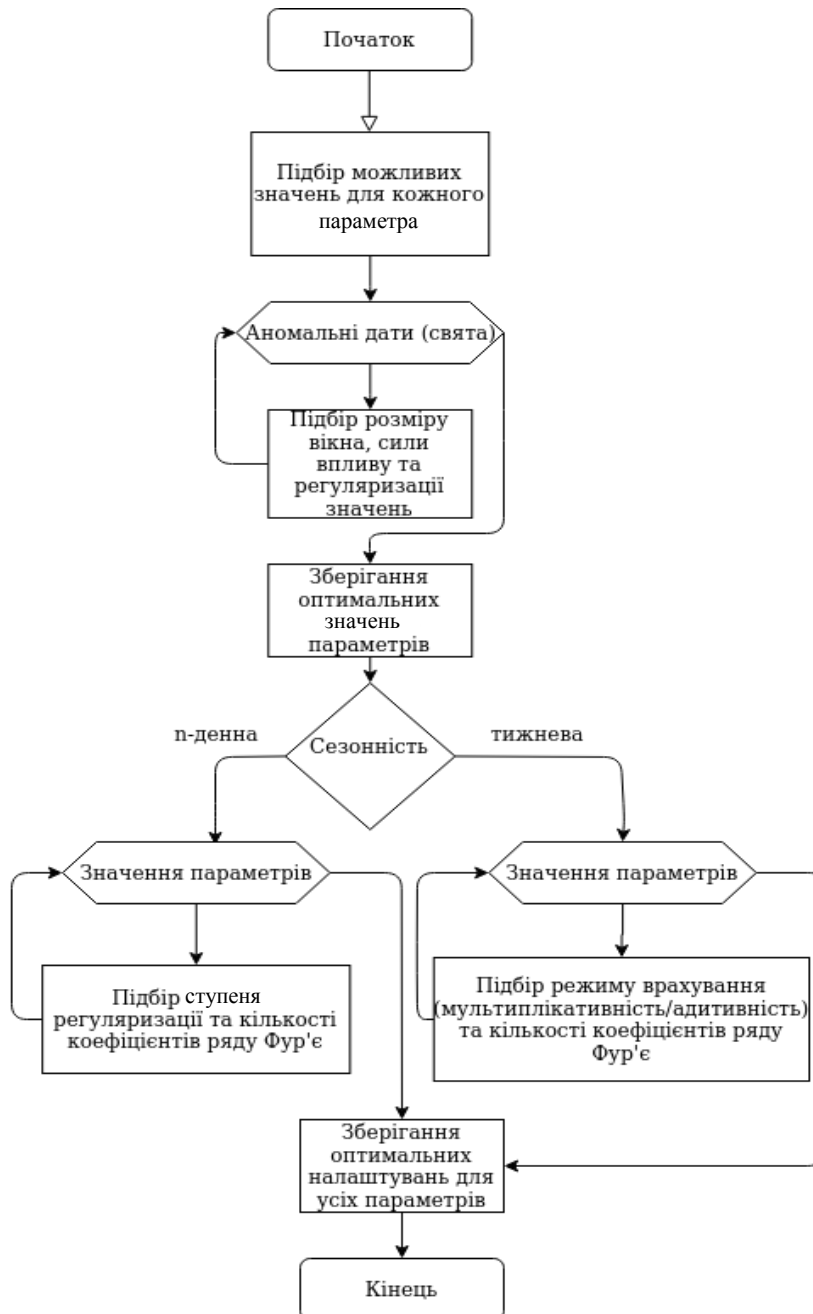 Початок
Підбір можливих
значень для кожного
параметра
Аномальні дати (свята)
Підбір розміру
вікна, сили
впливу та
регуляризації
значень
Зберігання
оптимальних
значень
параметрів
n-денна
Сезонність
тижнева
Значення параметрів
Значення параметрів
Підбір ступеня
регуляризації та кількості
коефіцієнтів ряду Фур'є
Підбір режиму врахування
(мультиплікативність/адитивність)
та кількості коефіцієнтів ряду
Фур'є
Зберігання
оптимальних
налаштувань для
усіх параметрів
Кінець